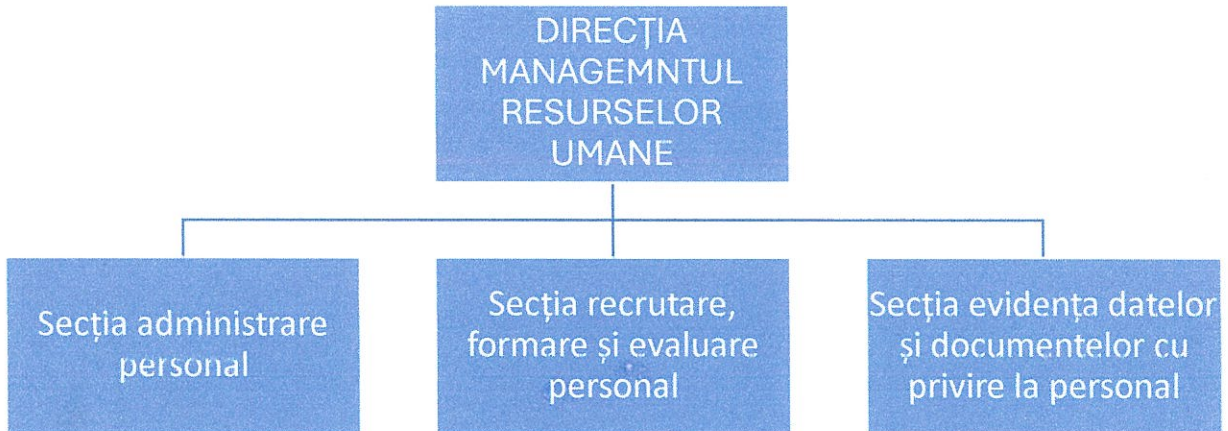 DIRECȚIA
MANAGEMNTUL
RESURSELOR
UMANE
Secția administrare
personal
Secția recrutare,
formare și evaluare
personal
Secția evidența datelor
și documentelor cu
privire la personal